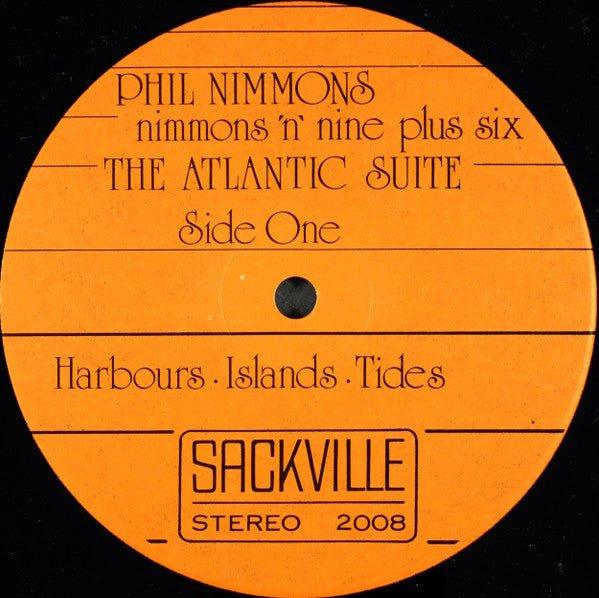 PHIL NIMMONS
nimmons 'n' nine plus six
THE ATLANTIC SUITE
Side One
Harbours · Islands · Tides
SACKVILLE
STEREO 2008